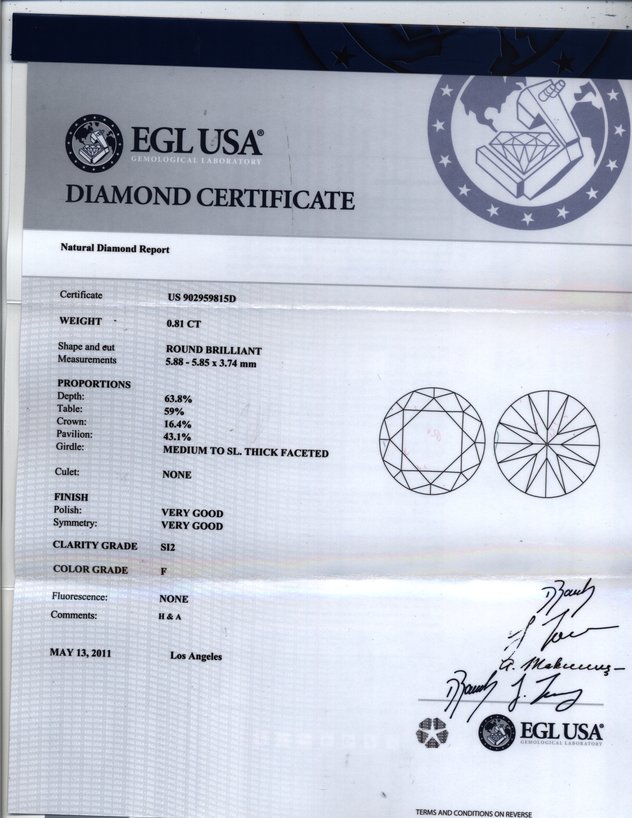 EGL USA®
GEMOLOGICAL LABORATORY
DIAMOND CERTIFICATE
Natural Diamond Report
Certificate US 902959815D
WEIGHT 0.81 CT
Shape and cut ROUND BRILLIANT
Measurements 5.88 - 5.85 x 3.74 mm
PROPORTIONS
Depth: 63.8%
Table: 59%
Crown: 16.4%
Pavilion: 43.1%
Girdle: MEDIUM TO SL. THICK FACETED
Culet: NONE
FINISH
Polish: VERY GOOD
Symmetry: VERY GOOD
CLARITY GRADE SI2
COLOR GRADE F
Fluorescence: NONE
Comments: H & A
MAY 13, 2011 Los Angeles
EGL USA®
GEMOLOGICAL LABORATORY
TERMS AND CONDITIONS ON REVERSE